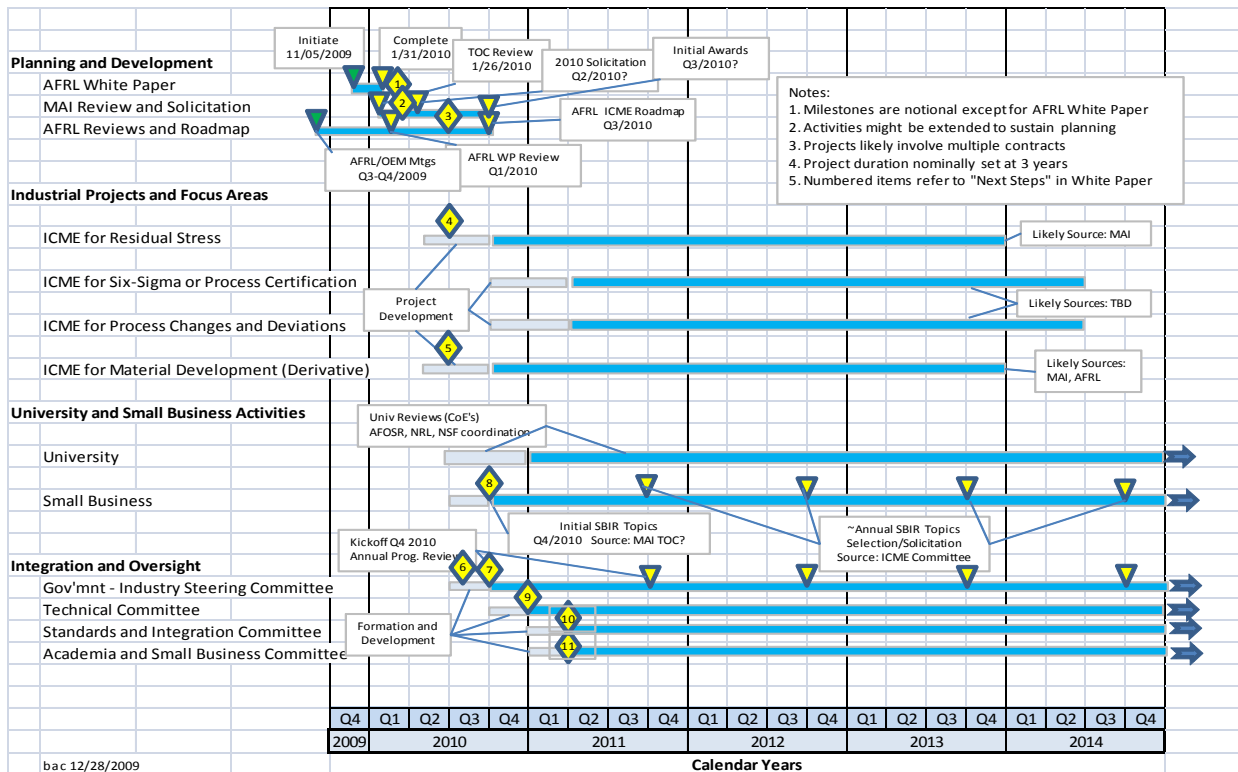 Initiate
11/05/2009
Complete
1/31/2010
TOC Review
1/26/2010
2010 Solicitation
Q2/2010?
Initial Awards
Q3/2010?
Planning and Development
AFRL White Paper
1
MAI Review and Solicitation
2
AFRL Reviews and Roadmap
3
AFRL ICME Roadmap
Q3/2010
AFRL/OEM Mtgs
Q3-Q4/2009
AFRL WP Review
Q1/2010
Notes:
1. Milestones are notional except for AFRL White Paper
2. Activities might be extended to sustain planning
3. Projects likely involve multiple contracts
4. Project duration nominally set at 3 years
5. Numbered items refer to "Next Steps" in White Paper
Industrial Projects and Focus Areas
4
ICME for Residual Stress
Likely Source: MAI
ICME for Six-Sigma or Process Certification
Project
Development
Likely Sources: TBD
ICME for Process Changes and Deviations
5
ICME for Material Development (Derivative)
Likely Sources:
MAI, AFRL
University and Small Business Activities
Univ Reviews (CoE's)
AFOSR, NRL, NSF coordination
University
8
Small Business
Initial SBIR Topics
Q4/2010 Source: MAI TOC?
~Annual SBIR Topics
Selection/Solicitation
Source: ICME Committee
Kickoff Q4 2010
Annual Prog. Review
Integration and Oversight
6
7
Gov'mnt - Industry Steering Committee
9
Technical Committee
10
Standards and Integration Committee
Formation and
Development
11
Academia and Small Business Committee
Q4 Q1 Q2 Q3 Q4 Q1 Q2 Q3 Q4 Q1 Q2 Q3 Q4 Q1 Q2 Q3 Q4 Q1 Q2 Q3 Q4
2009 2010 2011 2012 2013 2014
bac 12/28/2009
Calendar Years